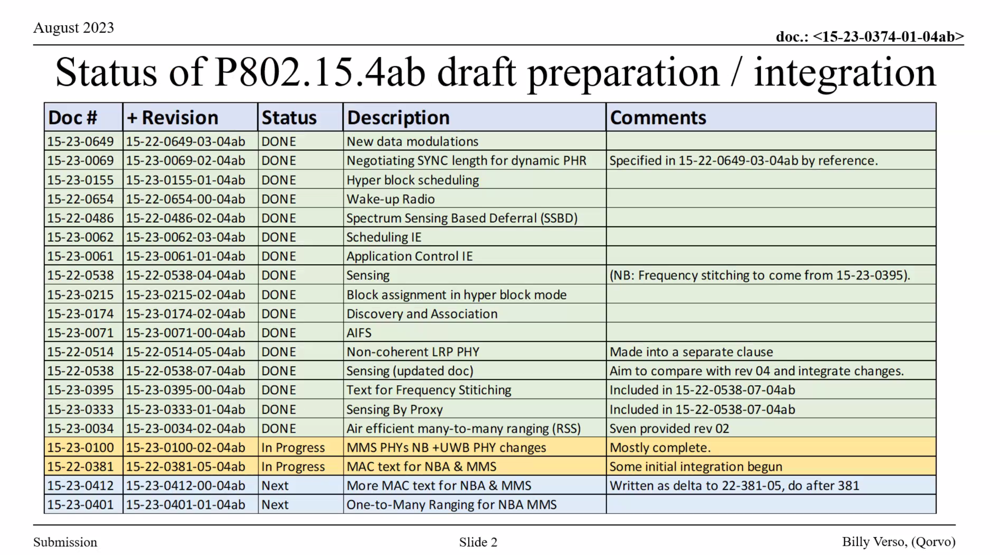 August 2023
doc.: <15-23-0374-01-04ab>
Status of P802.15.4ab draft preparation / integration
Doc # + Revision Status Description Comments
15-23-0649 15-22-0649-03-04ab DONE New data modulations
15-23-0069 15-23-0069-02-04ab DONE Negotiating SYNC length for dynamic PHR Specified in 15-22-0649-03-04ab by reference.
15-23-0155 15-23-0155-01-04ab DONE Hyper block scheduling
15-22-0654 15-22-0654-00-04ab DONE Wake-up Radio
15-22-0486 15-22-0486-02-04ab DONE Spectrum Sensing Based Deferral (SSBD)
15-23-0062 15-23-0062-03-04ab DONE Scheduling IE
15-23-0061 15-23-0061-01-04ab DONE Application Control IE
15-22-0538 15-22-0538-04-04ab DONE Sensing (NB: Frequency stitching to come from 15-23-0395).
15-23-0215 15-23-0215-02-04ab DONE Block assignment in hyper block mode
15-23-0174 15-23-0174-02-04ab DONE Discovery and Association
15-23-0071 15-23-0071-00-04ab DONE AIFS
15-22-0514 15-22-0514-05-04ab DONE Non-coherent LRP PHY Made into a separate clause
15-22-0538 15-22-0538-07-04ab DONE Sensing (updated doc) Aim to compare with rev 04 and integrate changes.
15-23-0395 15-23-0395-00-04ab DONE Text for Frequency Stitiching Included in 15-22-0538-07-04ab
15-23-0333 15-23-0333-01-04ab DONE Sensing By Proxy Included in 15-22-0538-07-04ab
15-23-0034 15-23-0034-02-04ab DONE Air efficient many-to-many ranging (RSS) Sven provided rev 02
15-23-0100 15-23-0100-02-04ab In Progress MMS PHYs NB +UWB PHY changes Mostly complete.
15-22-0381 15-22-0381-05-04ab In Progress MAC text for NBA & MMS Some initial integration begun
15-23-0412 15-23-0412-00-04ab Next More MAC text for NBA & MMS Written as delta to 22-381-05, do after 381
15-23-0401 15-23-0401-01-04ab Next One-to-Many Ranging for NBA MMS
Submission Slide 2 Billy Verso, (Qorvo)